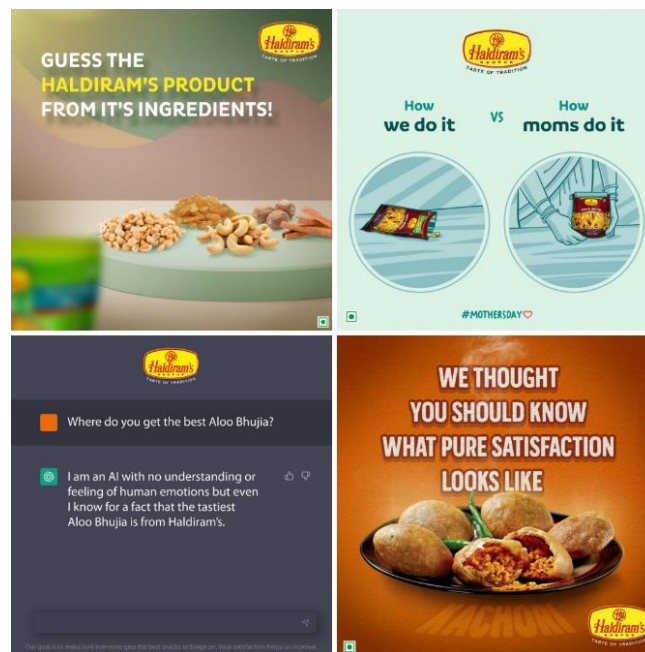 Haldiram's
NAGPUR
TASTE OF TRADITION
GUESS THE
HALDIRAM'S PRODUCT
FROM IT'S INGREDIENTS!
Haldiram's
NAGPUR
TASTE OF TRADITION
How
we do it
VS
How
moms do it
#MOTHERSDAY
Haldiram's
NAGPUR
TASTE OF TRADITION
Where do you get the best Aloo Bhujia?
I am an AI with no understanding or
feeling of human emotions but even
I know for a fact that the tastiest
Aloo Bhujia is from Haldiram's.
WE THOUGHT
YOU SHOULD KNOW
WHAT PURE SATISFACTION
LOOKS LIKE
KACHORI
Haldiram's
NAGPUR
TASTE OF TRADITION